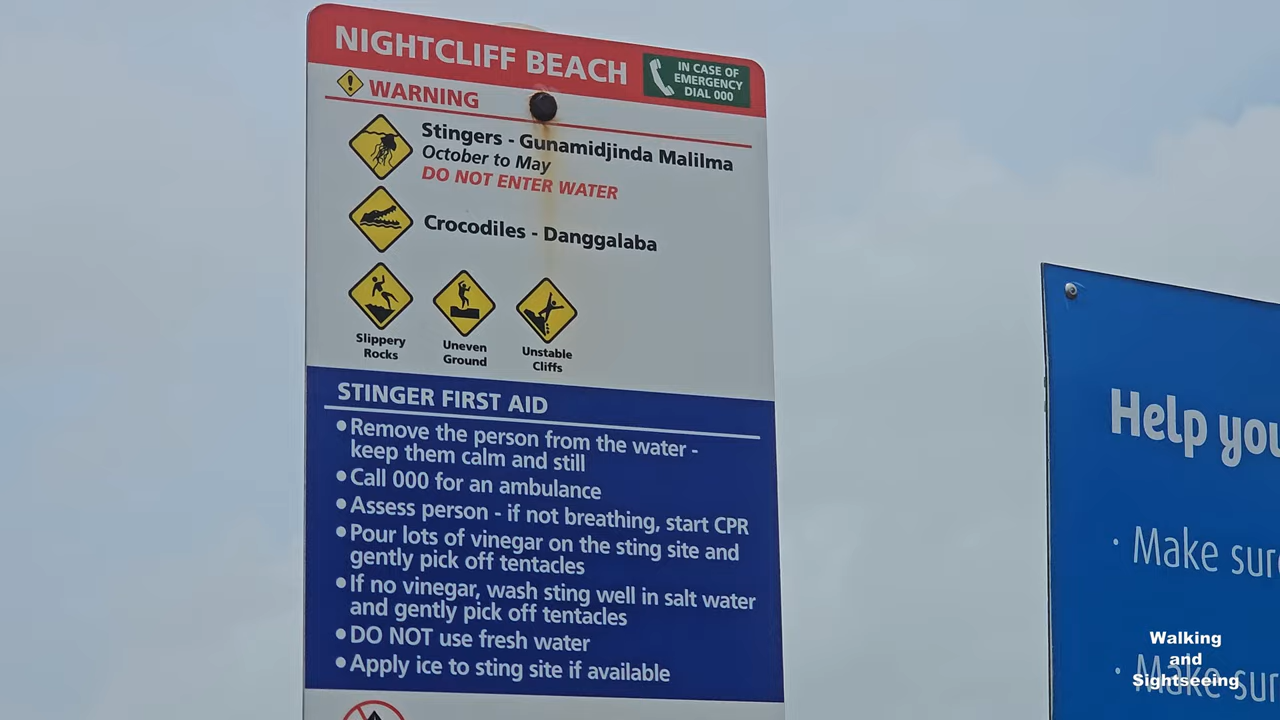 NIGHTCLIFF BEACH
IN CASE OF
EMERGENCY
DIAL 000
WARNING
Stingers - Gunamidjinda Malilma
October to May
DO NOT ENTER WATER
Crocodiles - Danggalaba
Slippery
Rocks
Uneven
Ground
Unstable
Cliffs
STINGER FIRST AID
• Remove the person from the water -
keep them calm and still
• Call 000 for an ambulance
• Assess person - if not breathing, start CPR
• Pour lots of vinegar on the sting site and
gently pick off tentacles
• If no vinegar, wash sting well in salt water
and gently pick off tentacles
• DO NOT use fresh water
• Apply ice to sting site if available
Help
· Make
· Make
Walking
and
Sightseeing